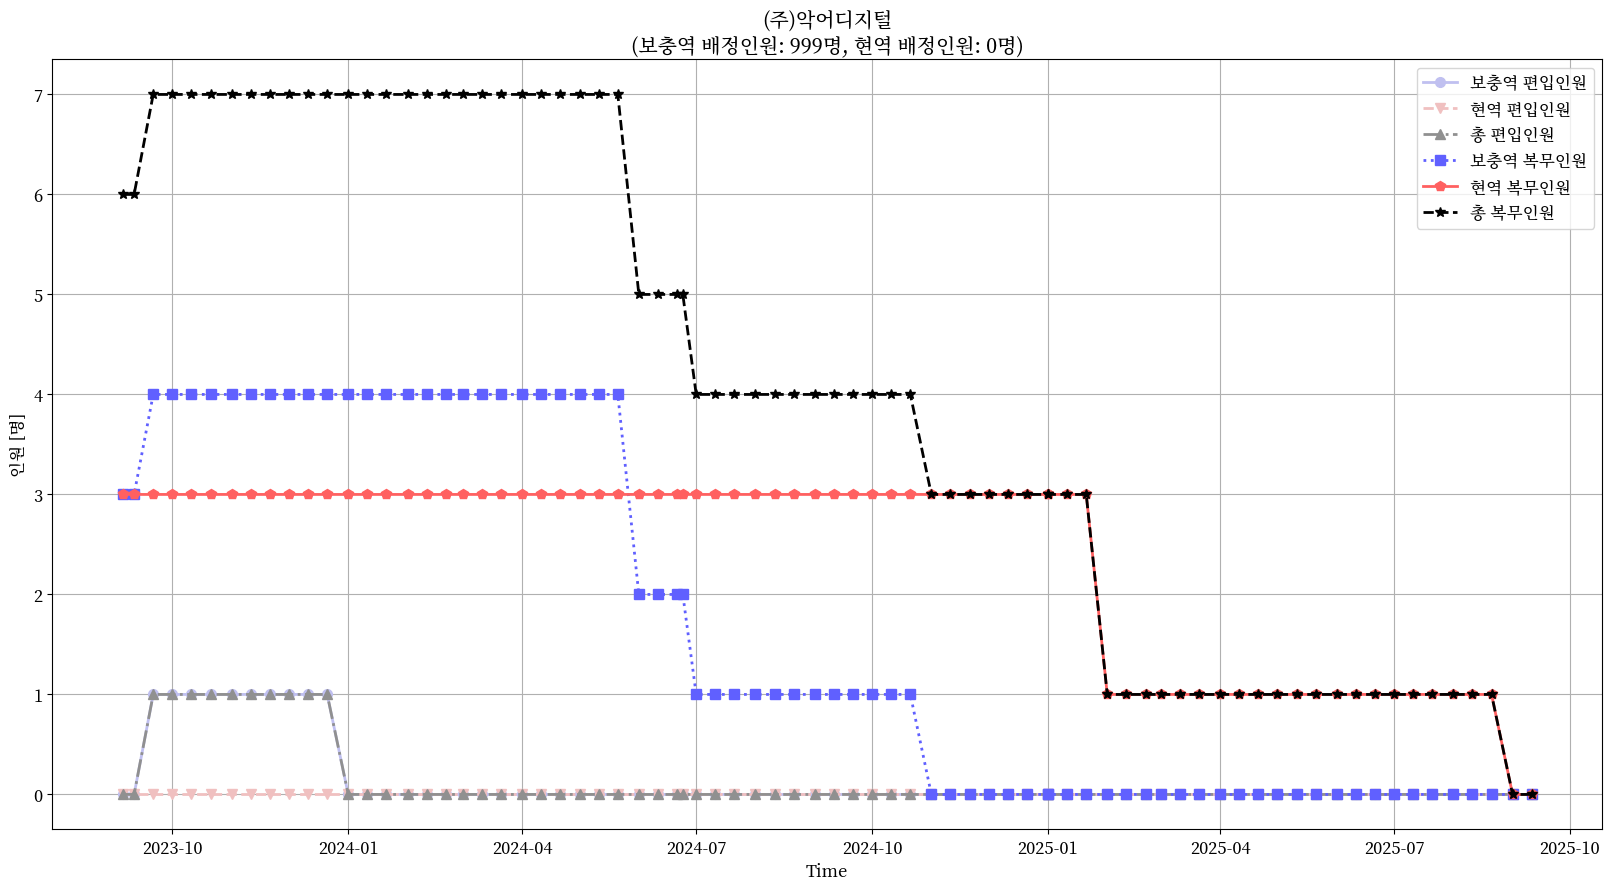 (주)악어디지털
(보충역 배정인원: 999명, 현역 배정인원: 0명)
보충역 편입인원
현역 편입인원
총 편입인원
보충역 복무인원
현역 복무인원
총 복무인원
인원 [명]
7
6
5
4
3
2
1
0
2023-10
2024-01
2024-04
2024-07
2024-10
2025-01
2025-04
2025-07
2025-10
Time